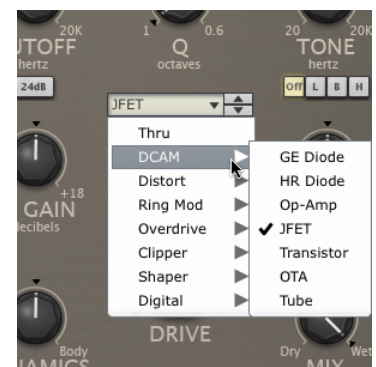 20K 1 0.6 20 20K
UTOFF Q TONE
hertz octaves hertz
24dB Off L B H
JFET
Thru
DCAM GE Diode
Distort HR Diode
Ring Mod Op-Amp
Overdrive JFET
Clipper Transistor
Shaper OTA
Digital Tube
+18
GAIN
decibels
DRIVE
Body Dry Wet
NAMICS MIX